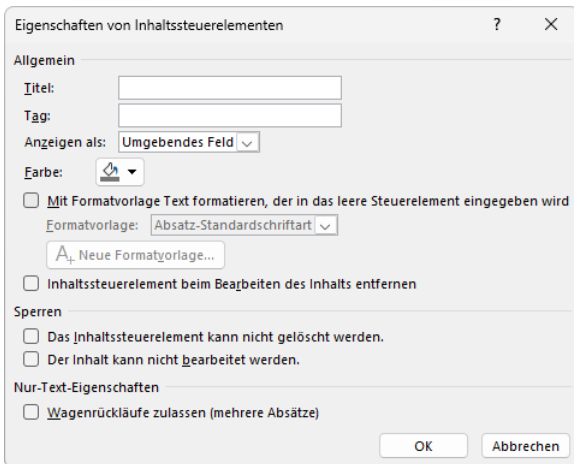 Eigenschaften von Inhaltssteuerelementen ?
Allgemein
Titel:
Tag:
Anzeigen als: Umgebendes Feld
Farbe:
Mit Formatvorlage Text formatieren, der in das leere Steuerelement eingegeben wird
Formatvorlage: Absatz-Standardschriftart
A+ Neue Formatvorlage...
Inhaltssteuerelement beim Bearbeiten des Inhalts entfernen
Sperren
Das Inhaltssteuerelement kann nicht gelöscht werden.
Der Inhalt kann nicht bearbeitet werden.
Nur-Text-Eigenschaften
Wagenrückläufe zulassen (mehrere Absätze)
OK Abbrechen